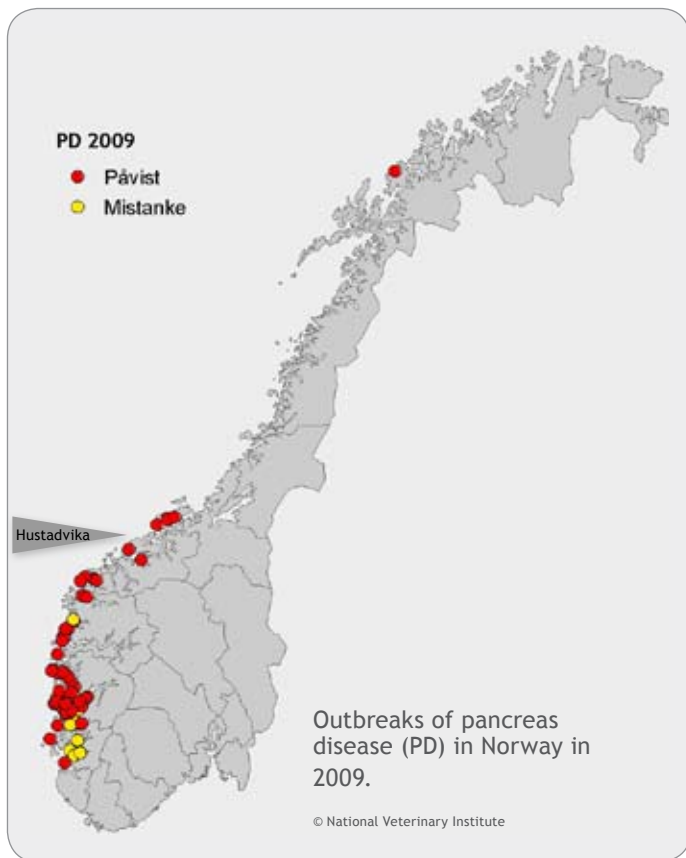 PD 2009
Påvist
Mistanke
Hustadvika
Outbreaks of pancreas
disease (PD) in Norway in
2009.
© National Veterinary Institute